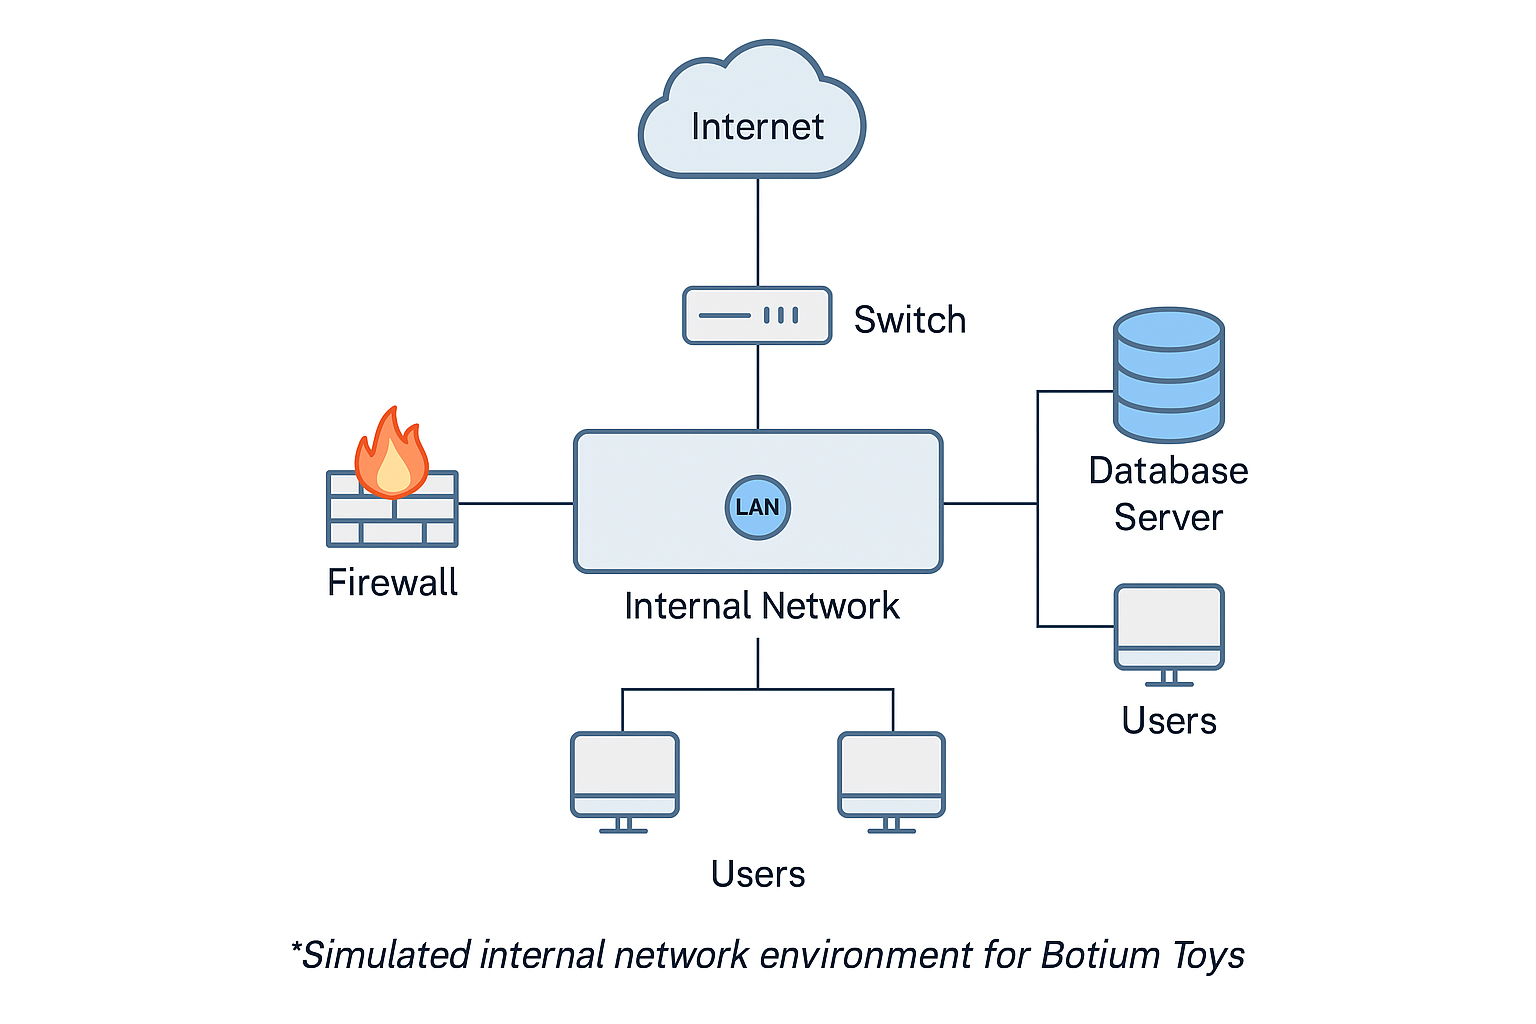 Internet
Switch
LAN
Firewall
Internal Network
Database
Server
Users
Users
*Simulated internal network environment for Botium Toys